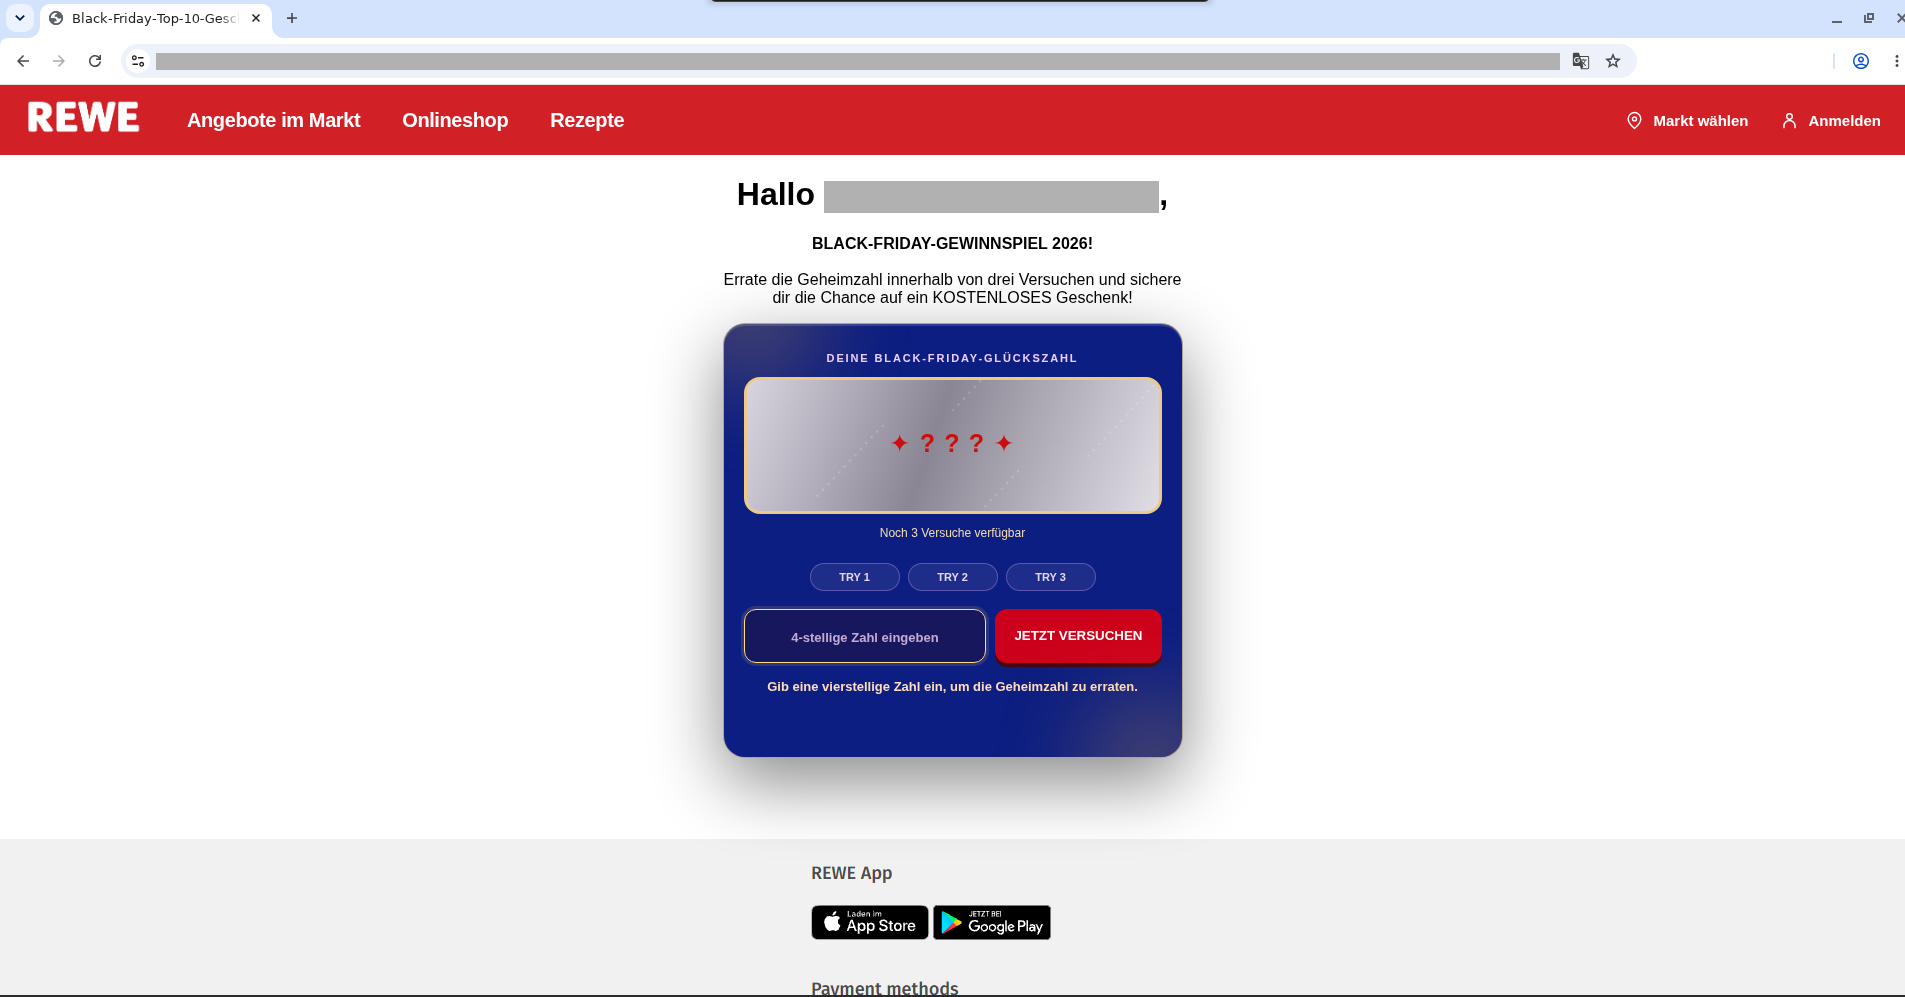 Black-Friday-Top-10-Gesc
REWE
Angebote im Markt
Onlineshop
Rezepte
Markt wählen
Anmelden
Hallo ,
BLACK-FRIDAY-GEWINNSPIEL 2026!
Errate die Geheimzahl innerhalb von drei Versuchen und sichere
dir die Chance auf ein KOSTENLOSES Geschenk!
DEINE BLACK-FRIDAY-GLÜCKSZAHL
✦ ? ? ? ✦
Noch 3 Versuche verfügbar
TRY 1
TRY 2
TRY 3
4-stellige Zahl eingeben
JETZT VERSUCHEN
Gib eine vierstellige Zahl ein, um die Geheimzahl zu erraten.
REWE App
Laden im
App Store
JETZT BEI
Google Play
Payment methods